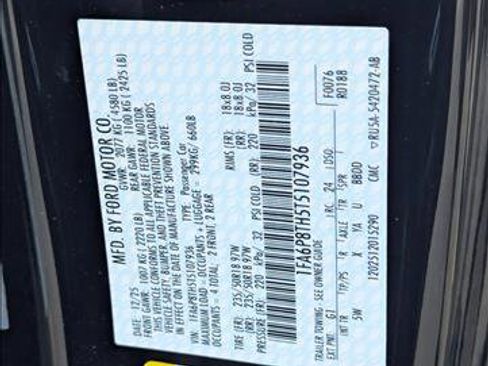 MFD. BY FORD MOTOR CO.
DATE: 12/25 GVWR: 2077 KG ( 4580 LB)
FRONT GAWR: 1007 KG ( 2220 LB) REAR GAWR: 1100 KG ( 2425 LB)
THIS VEHICLE CONFORMS TO ALL APPLICABLE FEDERAL MOTOR
VEHICLE SAFETY, BUMPER, AND THEFT PREVENTION STANDARDS
IN EFFECT ON THE DATE OF MANUFACTURE SHOWN ABOVE
VIN: 1FA6P8TH5T5107936 TYPE: Passenger Car
MAXIMUM LOAD = OCCUPANTS + LUGGAGE = 299KG / 660LB
OCCUPANTS = 4 TOTAL, 2 FRONT, 2 REAR
TIRE (FR): 235/50R18 97W RIMS (FR): 18x8.0J
TIRE (RR): 235/50R18 97W (RR): 18x8.0J
PRESSURE (FR): 220 kPa/ 32 PSI COLD (RR): 220 kPa/ 32 PSI COLD
1FA6P8TH5T5107936
TRAILER TOWING - SEE OWNER GUIDE
EXT PNT: G1 RC: 24 DSO: F0076
INT TR TP/PS R AXLE TR SPR R0188
5W X YA U BBDD
1202512015290 CMC RU5A-5420472-AB